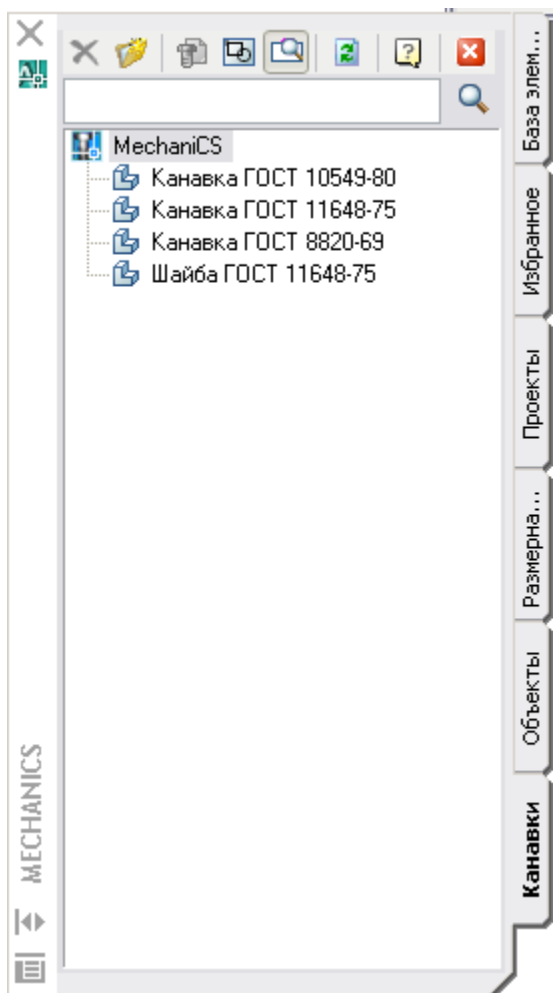 MechaniCS
Канавка ГОСТ 10549-80
Канавка ГОСТ 11648-75
Канавка ГОСТ 8820-69
Шайба ГОСТ 11648-75
База элем...
Избранное
Проекты
Размерна...
Объекты
Канавки
MECHANICS